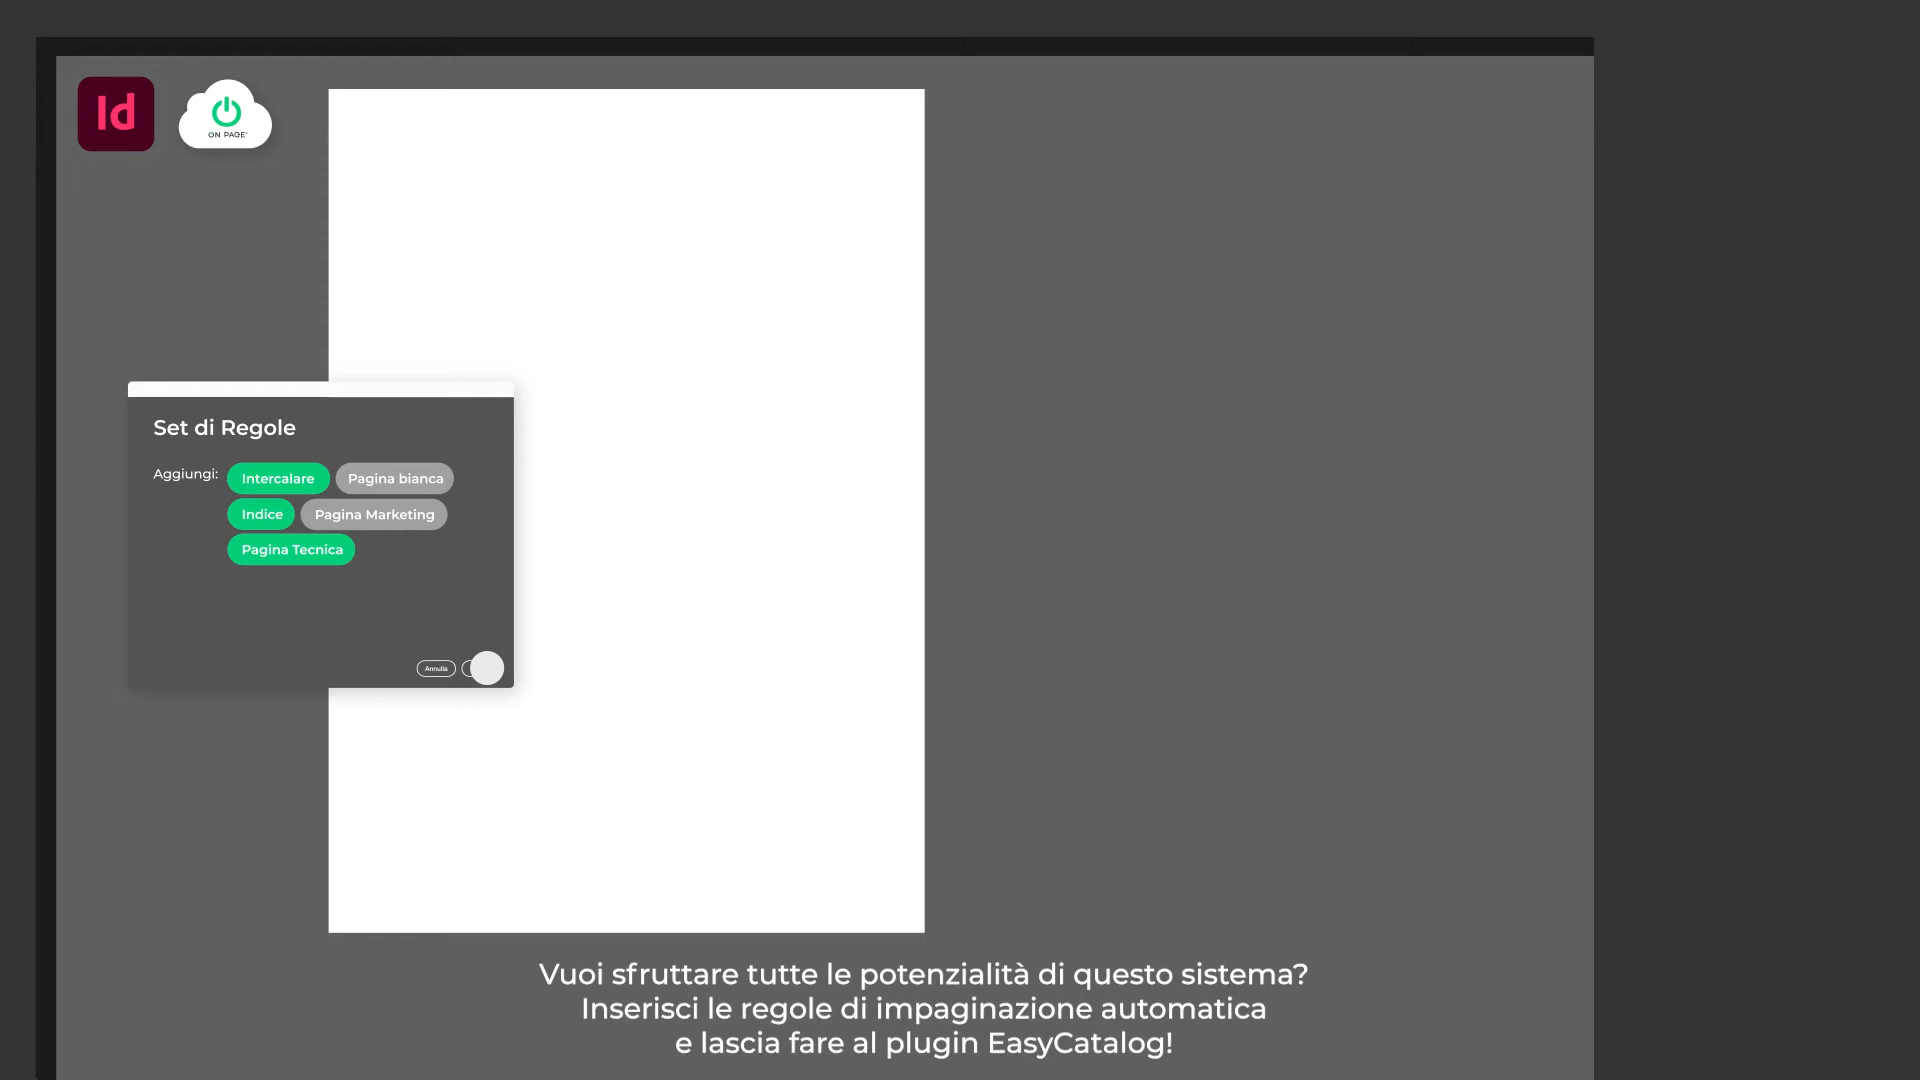 Id
ON PAGE
Set di Regole
Aggiungi:
Intercalare
Pagina bianca
Indice
Pagina Marketing
Pagina Tecnica
Annulla
Vuoi sfruttare tutte le potenzialità di questo sistema?
Inserisci le regole di impaginazione automatica
e lascia fare al plugin EasyCatalog!